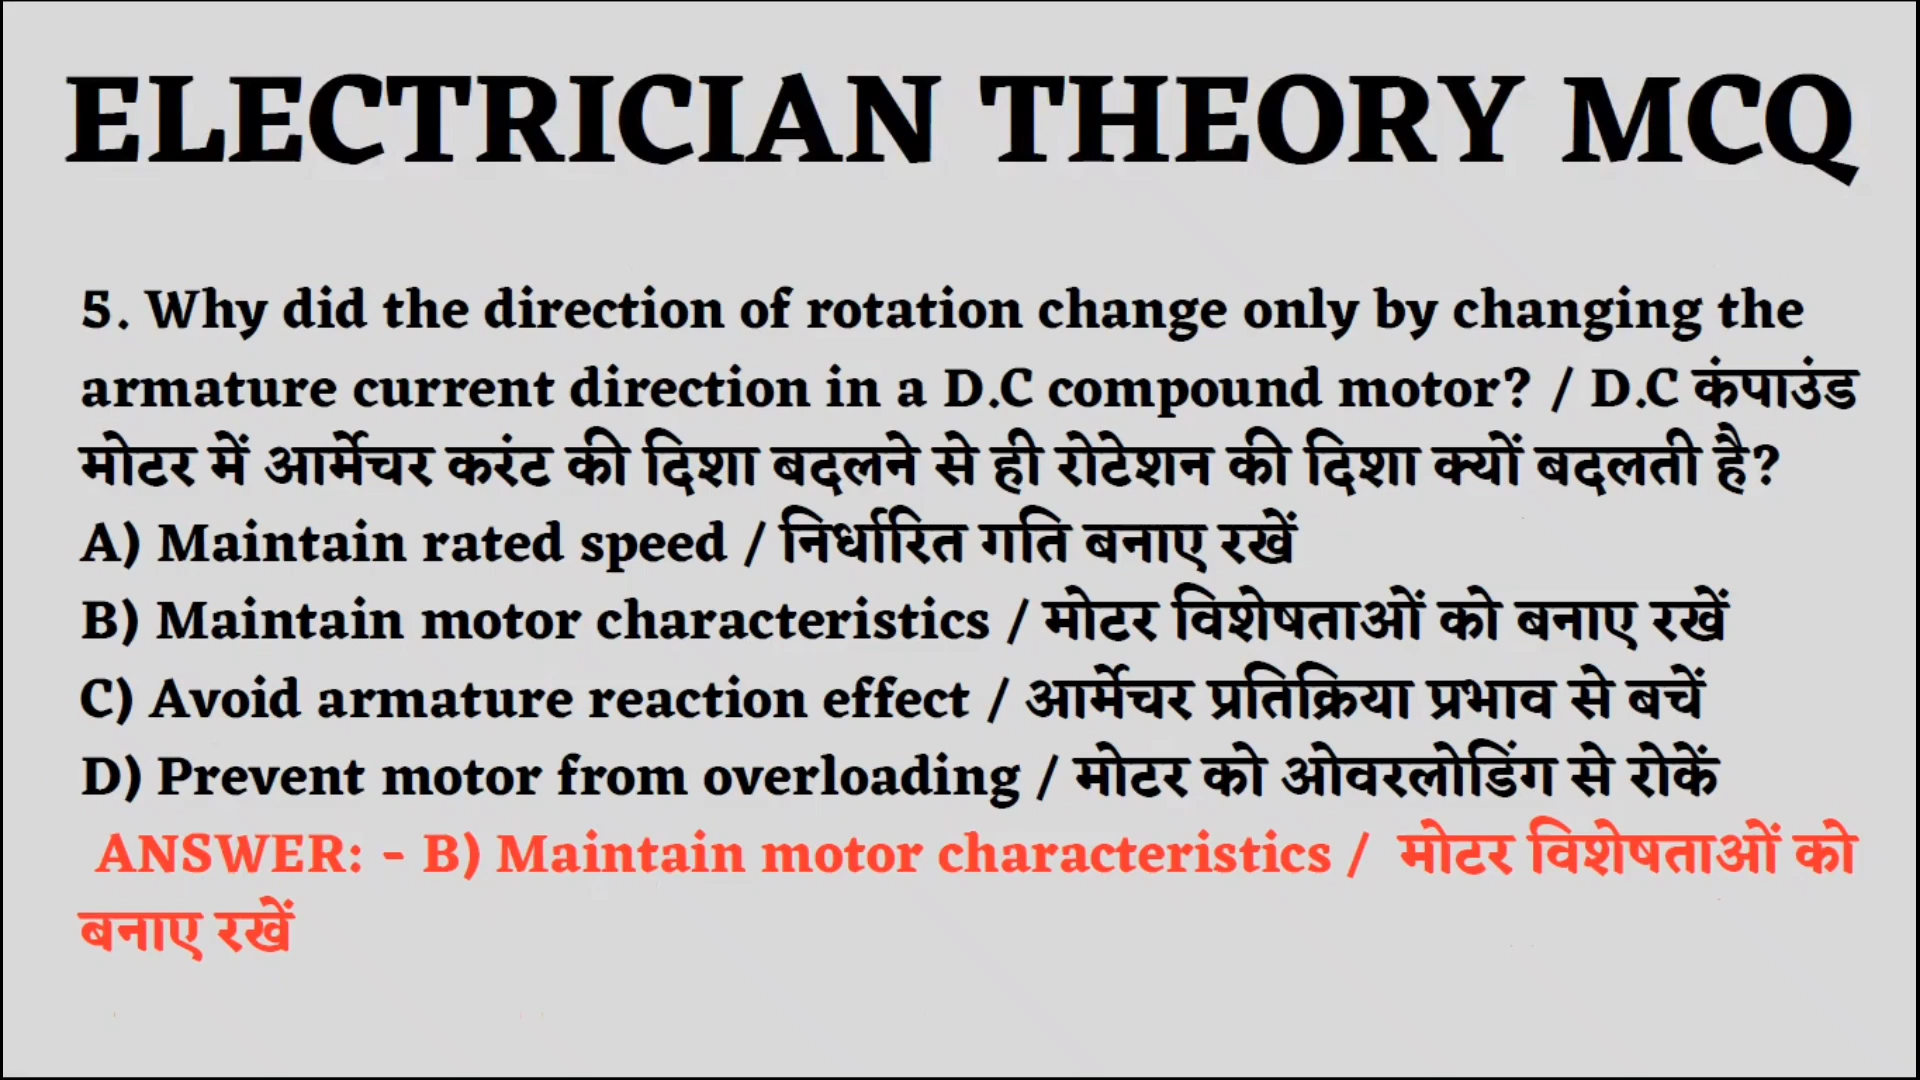 ELECTRICIAN THEORY MCQ
5. Why did the direction of rotation change only by changing the
armature current direction in a D.C compound motor? / D.C कंपाउंड
मोटर में आर्मेचर करंट की दिशा बदलने से ही रोटेशन की दिशा क्यों बदलती है?
A) Maintain rated speed / निर्धारित गति बनाए रखें
B) Maintain motor characteristics / मोटर विशेषताओं को बनाए रखें
C) Avoid armature reaction effect / आर्मेचर प्रतिक्रिया प्रभाव से बचें
D) Prevent motor from overloading / मोटर को ओवरलोडिंग से रोकें
ANSWER: - B) Maintain motor characteristics / मोटर विशेषताओं को
बनाए रखें